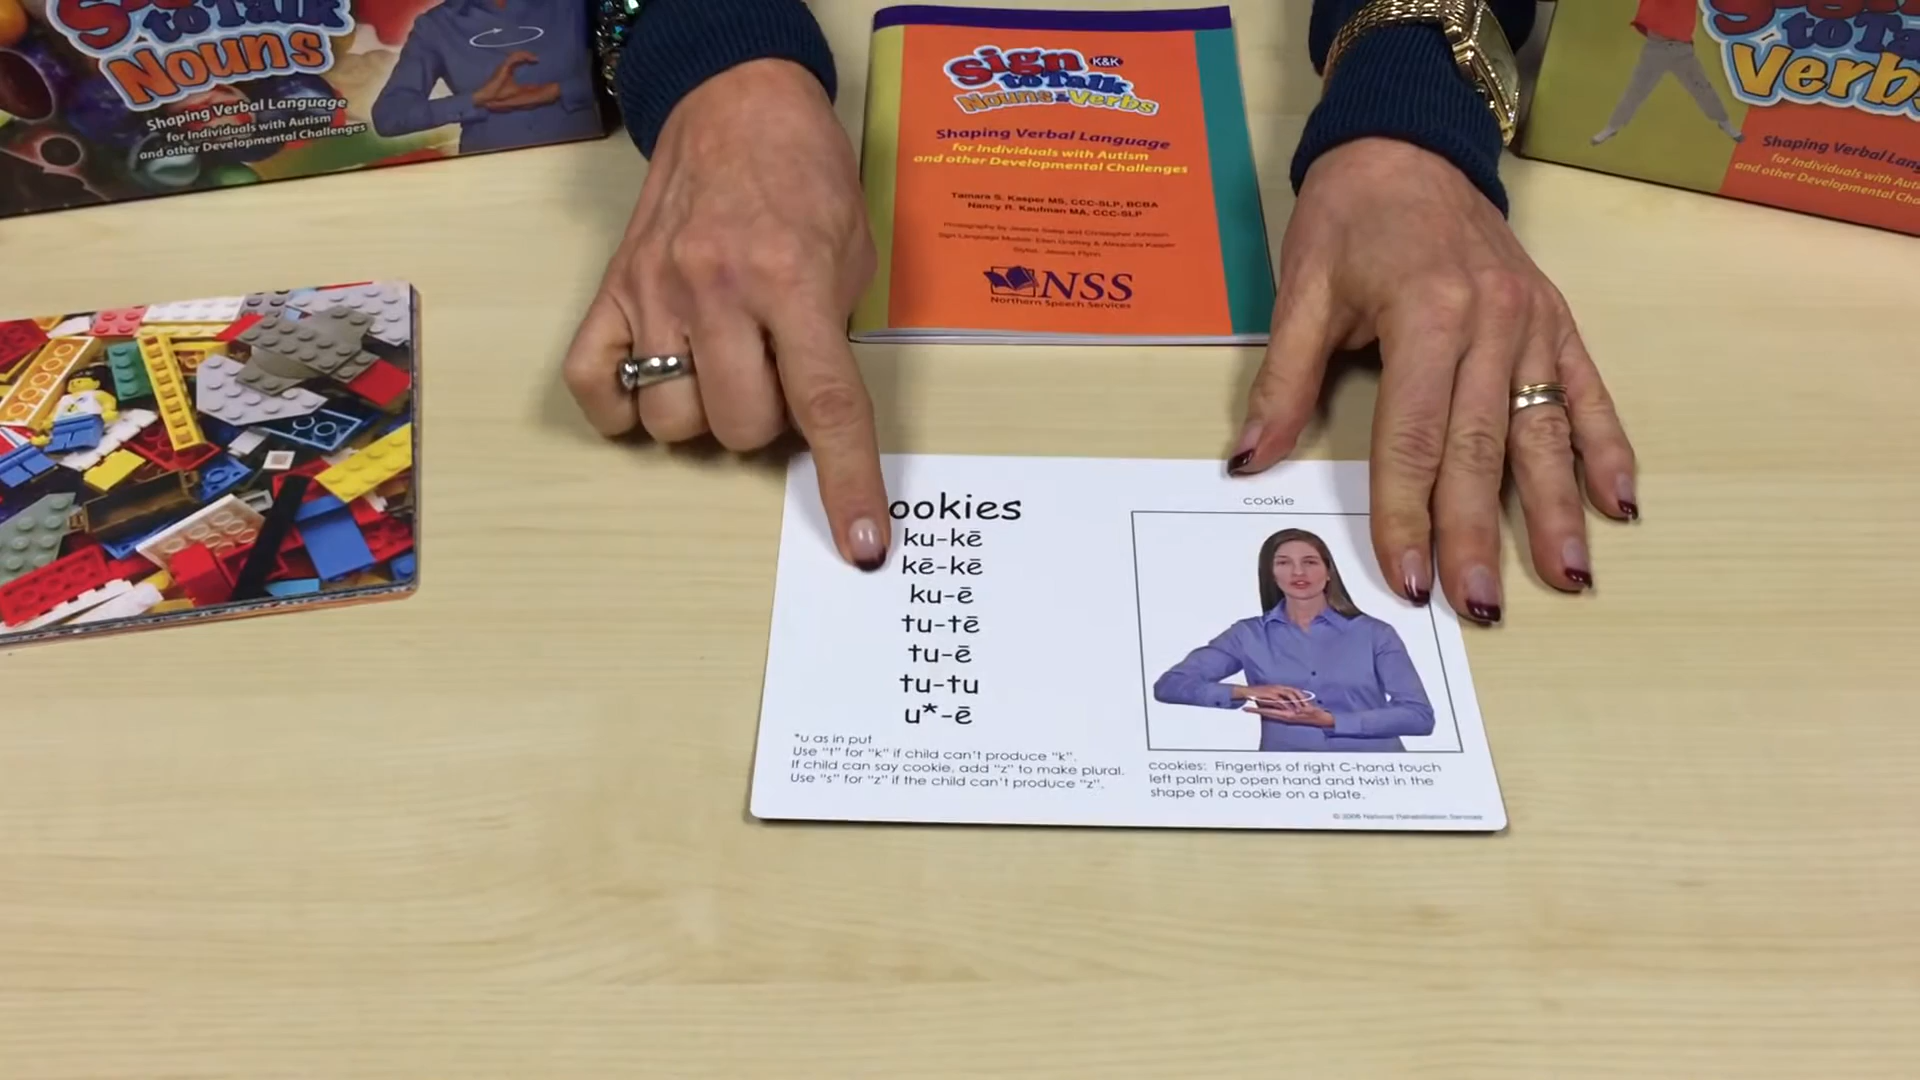 Sign
to Talk
Nouns
Shaping Verbal Language
for Individuals with Autism
and other Developmental Challenges
Sign K&K
to Talk
Nouns & Verbs
Shaping Verbal Language
for Individuals with Autism
and other Developmental Challenges
Tamara S. Kasper MS, CCC-SLP, BCBA
Nancy R. Kaufman MA, CCC-SLP
NSS
Northern Speech Services
Verbs
Shaping Verbal
for Individuals with
and other Developmental
ookies
ku-kē
kē-kē
ku-ē
tu-tē
tu-ē
tu-tu
u*-ē
*u as in put
Use "t" for "k" if child can't produce "k".
If child can say cookie, add "z" to make plural.
Use "s" for "z" if the child can't produce "z".
cookie
cookies: Fingertips of right C-hand touch
left palm up open hand and twist in the
shape of a cookie on a plate.